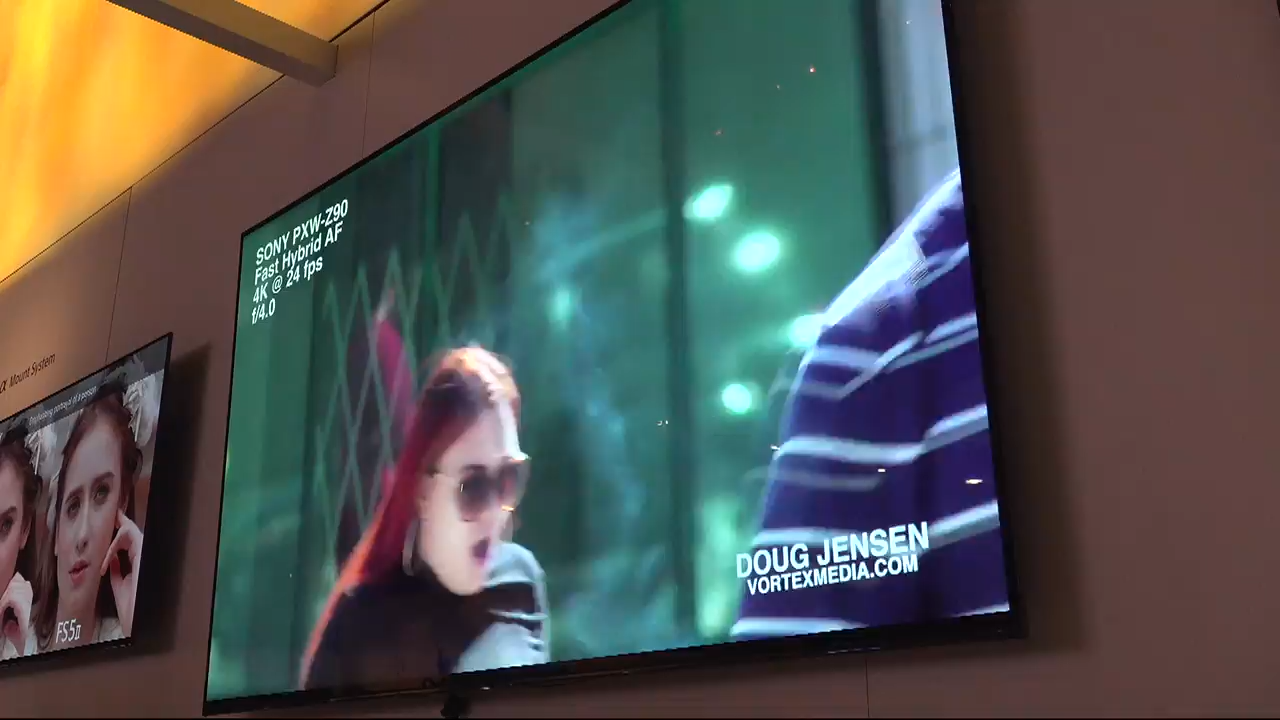 SONY PXW-Z90
Fast Hybrid AF
4K @ 24 fps
f/4.0
α Mount System
FS5II
DOUG JENSEN
VORTEXMEDIA.COM